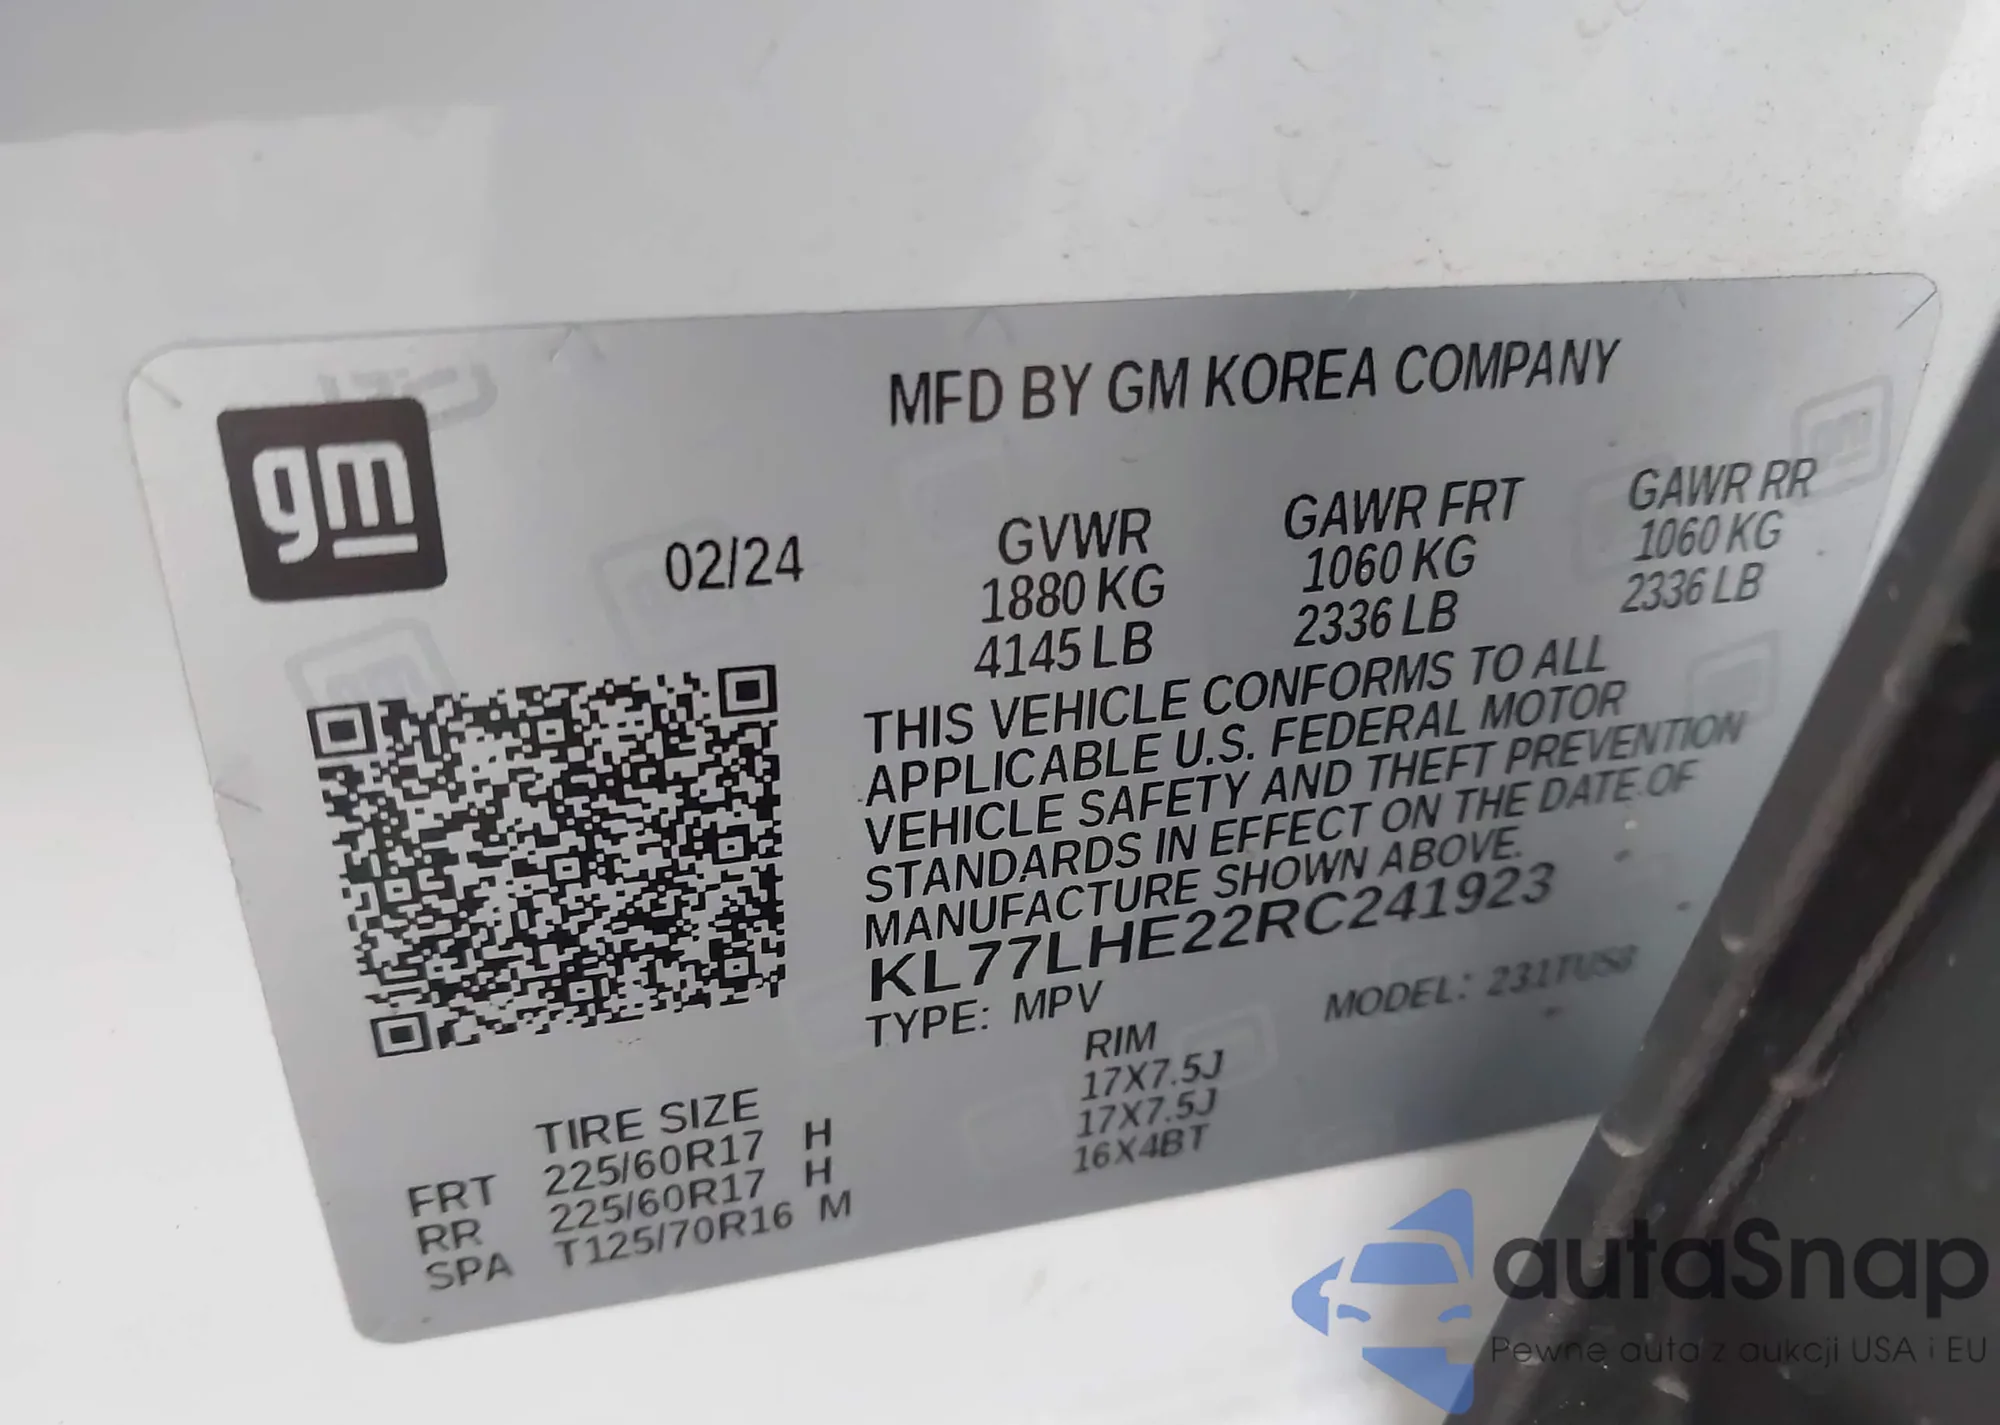 gm
MFD BY GM KOREA COMPANY
02/24
GVWR GAWR FRT GAWR RR
1880 KG 1060 KG 1060 KG
4145 LB 2336 LB 2336 LB
THIS VEHICLE CONFORMS TO ALL
APPLICABLE U.S. FEDERAL MOTOR
VEHICLE SAFETY AND THEFT PREVENTION
STANDARDS IN EFFECT ON THE DATE OF
MANUFACTURE SHOWN ABOVE.
KL77LHE22RC241923
TYPE: MPV MODEL:
TIRE SIZE RIM
FRT 225/60R17 H 17X7.5J
RR 225/60R17 H 17X7.5J
SPA T125/70R16 M 16X4BT
autaSnap
Pewne auta z aukcji USA i EU